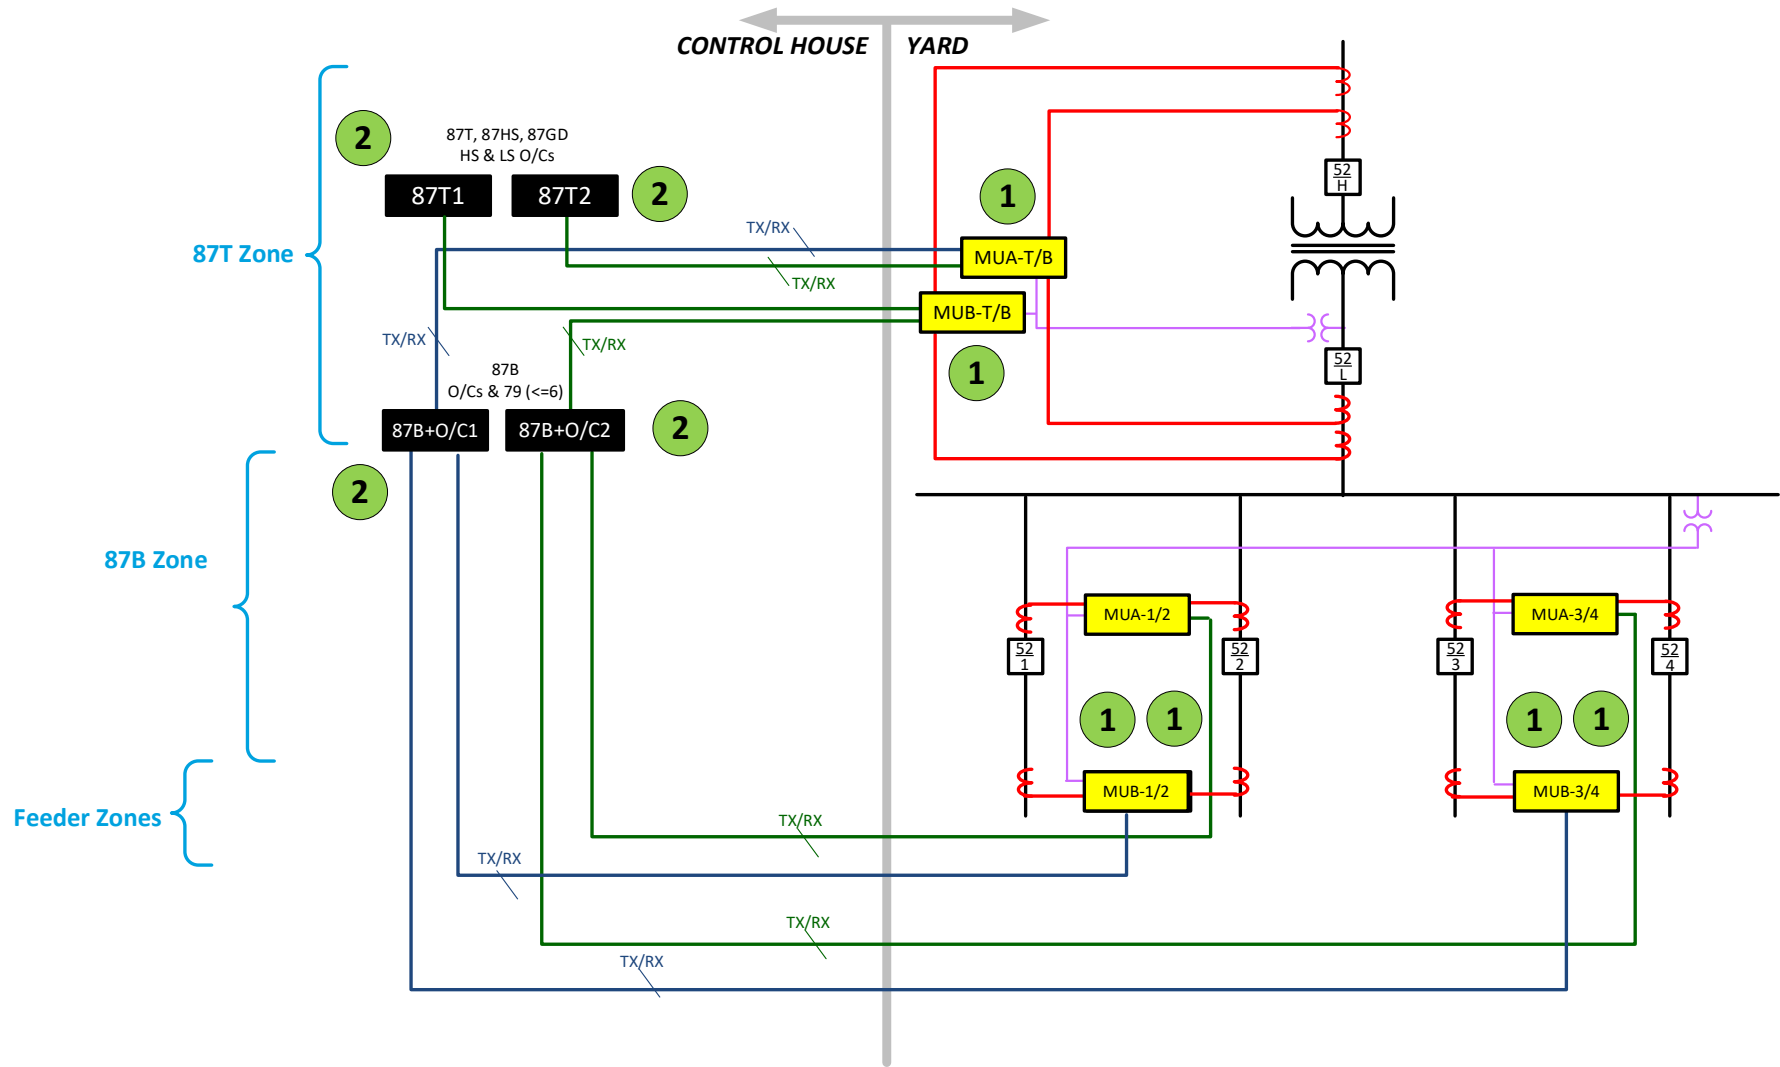 CONTROL HOUSE
YARD
2
87T, 87HS, 87GD
HS & LS O/Cs
87T1
87T2
2
1
52
H
87T Zone
TX/RX
MUA-T/B
TX/RX
MUB-T/B
TX/RX
TX/RX
1
52
L
87B
O/Cs & 79 (<=6)
87B+O/C1
87B+O/C2
2
2
87B Zone
MUA-1/2
MUA-3/4
52
1
52
2
52
3
52
4
1
1
1
1
MUB-1/2
MUB-3/4
Feeder Zones
TX/RX
TX/RX
TX/RX
TX/RX